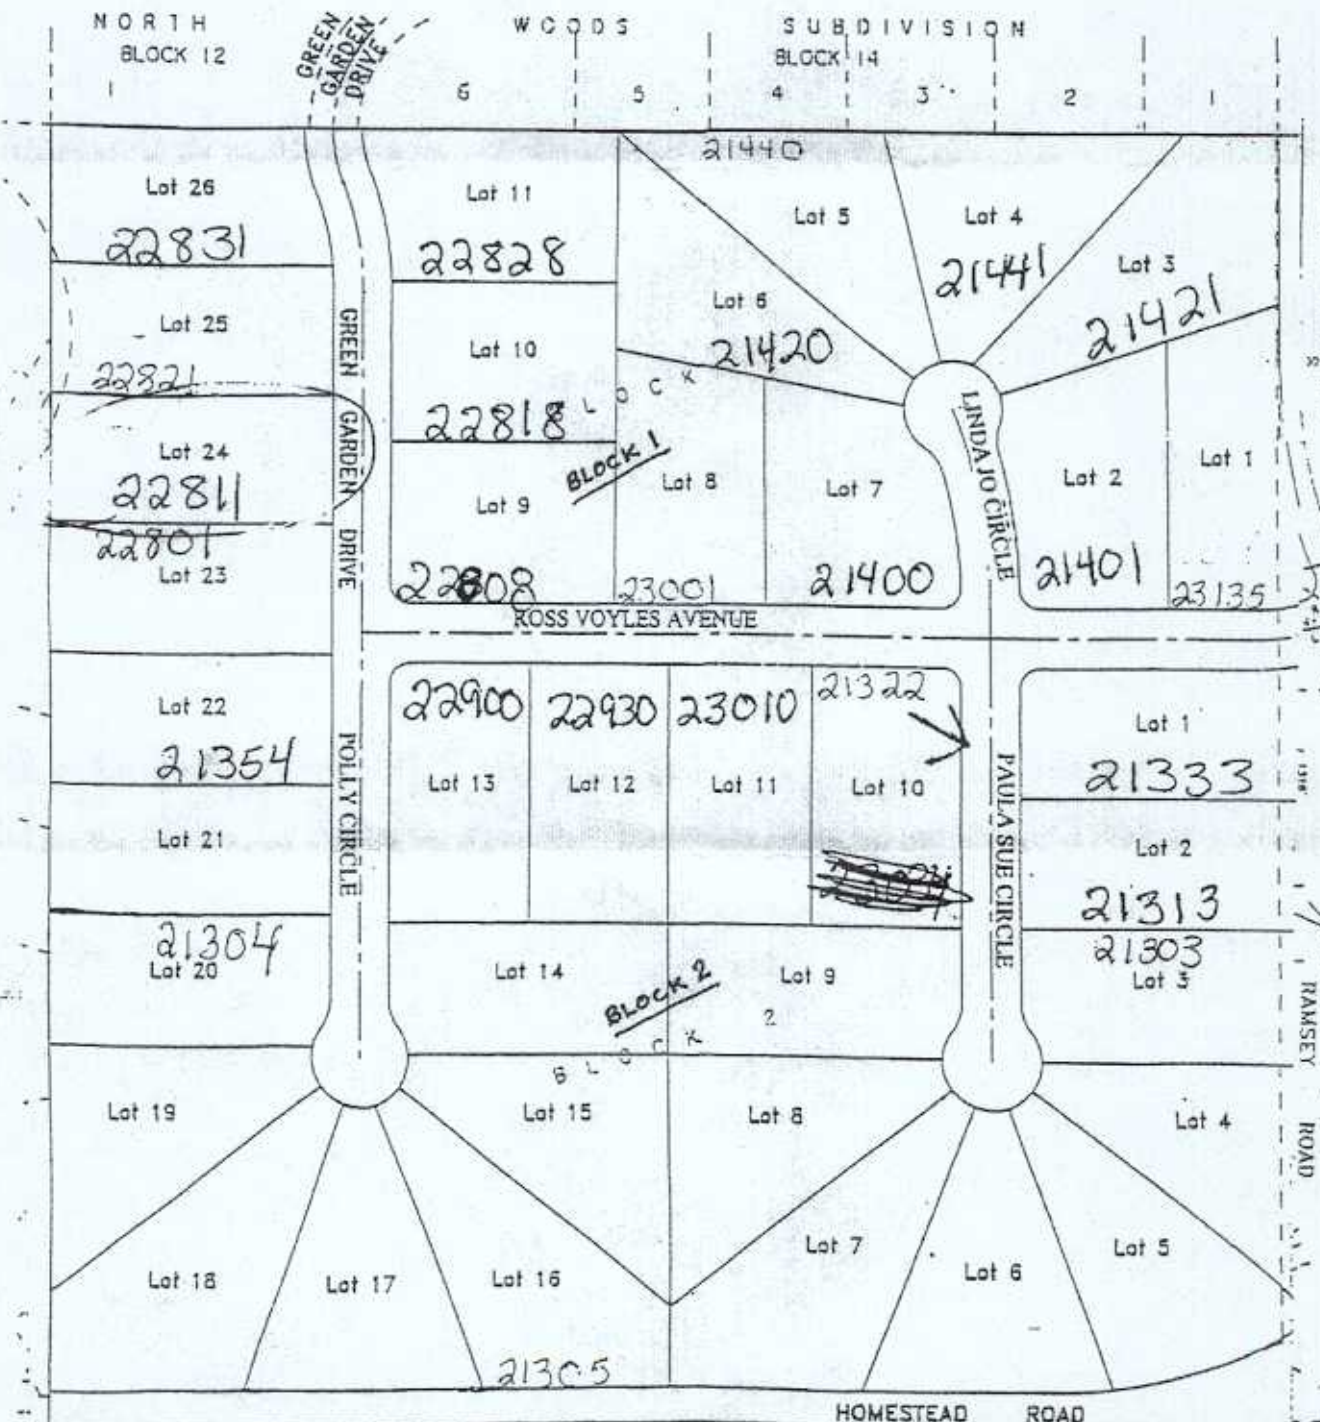 NORTH WOODS SUBDIVISION
BLOCK 12
GREEN
GARDEN
DRIVE
BLOCK 14
1
6
5
4
3
2
1
Lot 26
22831
Lot 11
22828
21440
Lot 5
Lot 4
21441
Lot 3
21421
Lot 25
22821
Lot 10
22818
Lot 6
21420
GREEN GARDEN DRIVE
LINDA JO CIRCLE
Lot 24
22811
BLOCK
BLOCK 1
Lot 9
22808
Lot 8
23001
Lot 7
21400
Lot 2
21401
Lot 1
23135
22801
Lot 23
ROSS VOYLES AVENUE
Lot 22
21354
22900
Lot 13
22930
Lot 12
23010
Lot 11
21322
Lot 10
Lot 1
21333
POLLY CIRCLE
PAULA SUE CIRCLE
Lot 21
Lot 2
21313
21304
Lot 20
Lot 14
BLOCK 2
Lot 9
2
21303
Lot 3
BLOCK
RAMSEY ROAD
Lot 19
Lot 15
Lot 8
Lot 4
Lot 18
Lot 17
Lot 16
Lot 7
Lot 6
Lot 5
21305
HOMESTEAD ROAD